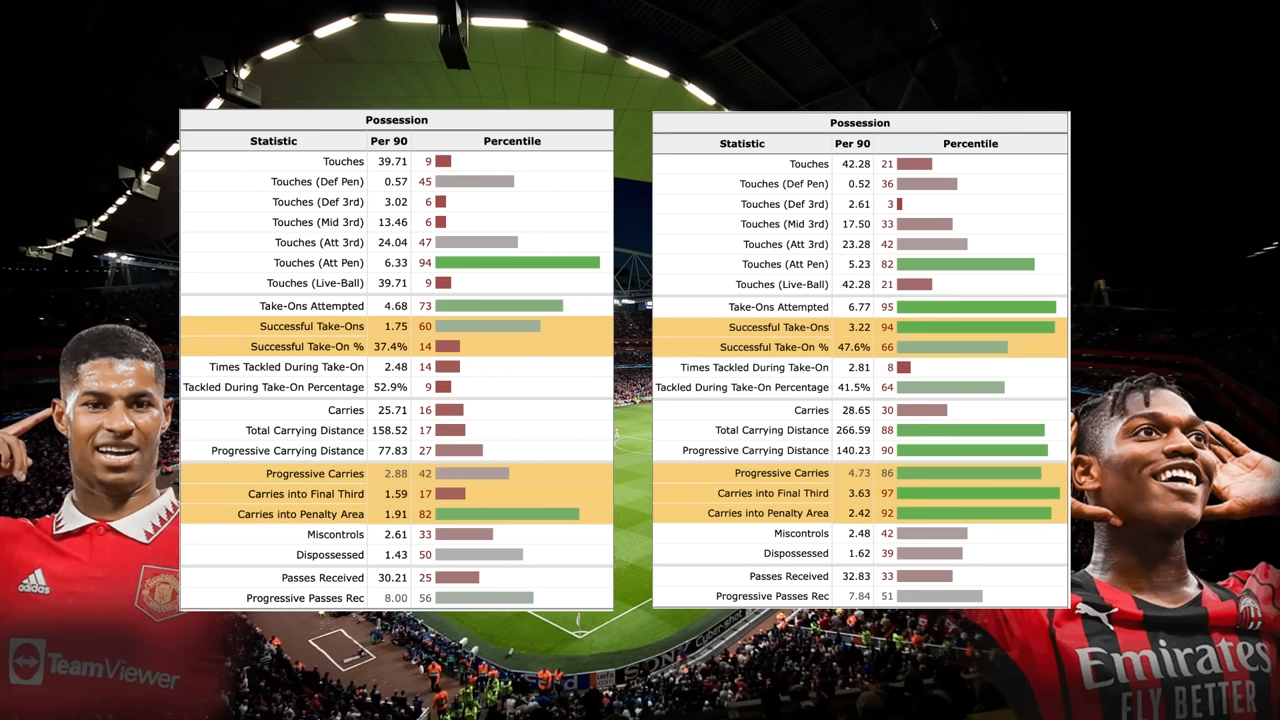 Possession
Statistic Per 90 Percentile
Touches 39.71 9
Touches (Def Pen) 0.57 45
Touches (Def 3rd) 3.02 6
Touches (Mid 3rd) 13.46 6
Touches (Att 3rd) 24.04 47
Touches (Att Pen) 6.33 94
Touches (Live-Ball) 39.71 9
Take-Ons Attempted 4.68 73
Successful Take-Ons 1.75 60
Successful Take-On % 37.4% 14
Times Tackled During Take-On 2.48 14
Tackled During Take-On Percentage 52.9% 9
Carries 25.71 16
Total Carrying Distance 158.52 17
Progressive Carrying Distance 77.83 27
Progressive Carries 2.88 42
Carries into Final Third 1.59 17
Carries into Penalty Area 1.91 82
Miscontrols 2.61 33
Dispossessed 1.43 50
Passes Received 30.21 25
Progressive Passes Rec 8.00 56
Possession
Statistic Per 90 Percentile
Touches 42.28 21
Touches (Def Pen) 0.52 36
Touches (Def 3rd) 2.61 3
Touches (Mid 3rd) 17.50 33
Touches (Att 3rd) 23.28 42
Touches (Att Pen) 5.23 82
Touches (Live-Ball) 42.28 21
Take-Ons Attempted 6.77 95
Successful Take-Ons 3.22 94
Successful Take-On % 47.6% 66
Times Tackled During Take-On 2.81 8
Tackled During Take-On Percentage 41.5% 64
Carries 28.65 30
Total Carrying Distance 266.59 88
Progressive Carrying Distance 140.23 90
Progressive Carries 4.73 86
Carries into Final Third 3.63 97
Carries into Penalty Area 2.42 92
Miscontrols 2.48 42
Dispossessed 1.62 39
Passes Received 32.83 33
Progressive Passes Rec 7.84 51
adidas
TeamViewer
Emirates
FLY BETTER
Cyber-shot
SONY
uefa.com